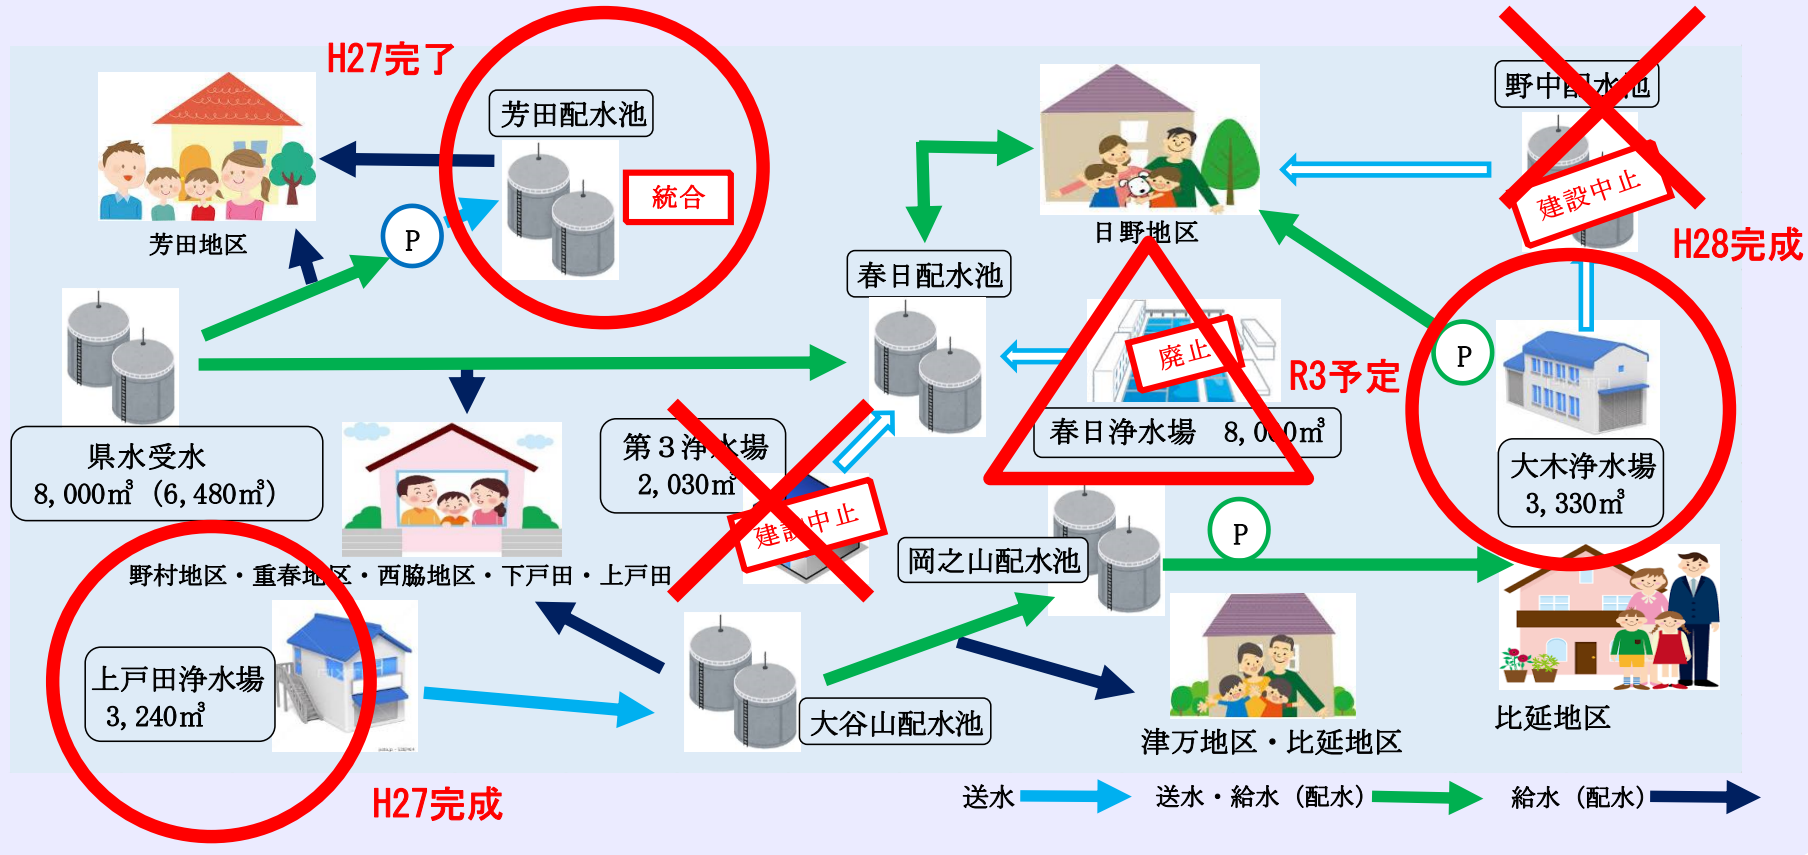 H27完了
芳田配水池
統合
芳田地区
P
野中配水池
建設中止
H28完成
日野地区
春日配水池
廃止
R3予定
春日浄水場　8,000㎥
P
大木浄水場
3,330㎥
県水受水
8,000㎥（6,480㎥）
第３浄水場
2,030㎥
建設中止
P
岡之山配水池
野村地区・重春地区・西脇地区・下戸田・上戸田
上戸田浄水場
3,240㎥
H27完成
大谷山配水池
津万地区・比延地区
比延地区
送水
送水・給水（配水）
給水（配水）